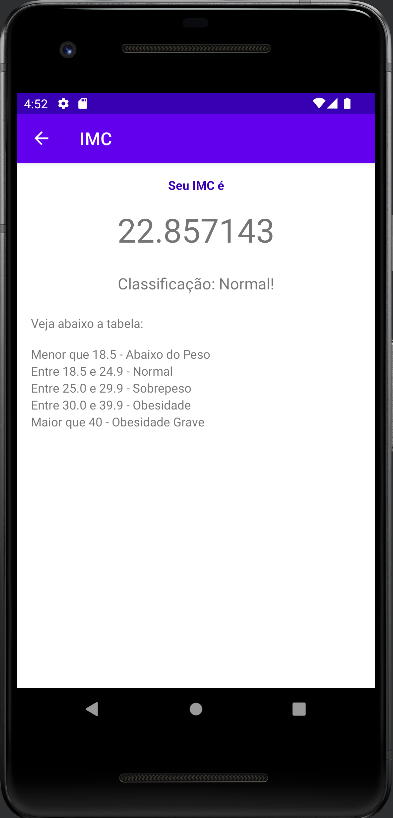 4:52
IMC
Seu IMC é
22.857143
Classificação: Normal!
Veja abaixo a tabela:
Menor que 18.5 - Abaixo do Peso
Entre 18.5 e 24.9 - Normal
Entre 25.0 e 29.9 - Sobrepeso
Entre 30.0 e 39.9 - Obesidade
Maior que 40 - Obesidade Grave